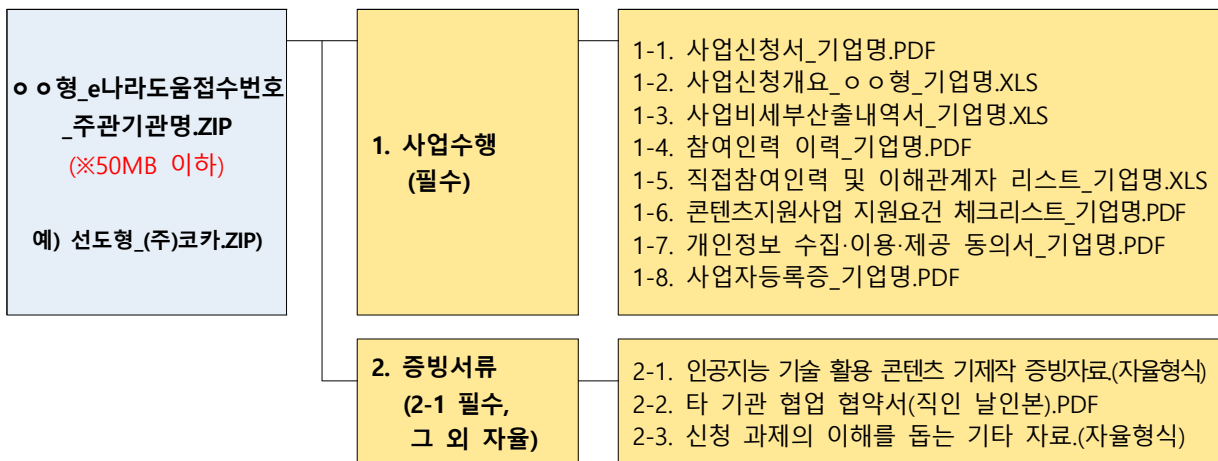 ㅇㅇ형_e나라도움접수번호
_주관기관명.ZIP
(※50MB 이하)
예) 선도형_(주)코카.ZIP)
1. 사업수행
(필수)
1-1. 사업신청서_기업명.PDF
1-2. 사업신청개요_ㅇㅇ형_기업명.XLS
1-3. 사업비세부산출내역서_기업명.XLS
1-4. 참여인력 이력_기업명.PDF
1-5. 직접참여인력 및 이해관계자 리스트_기업명.XLS
1-6. 콘텐츠지원사업 지원요건 체크리스트_기업명.PDF
1-7. 개인정보 수집·이용·제공 동의서_기업명.PDF
1-8. 사업자등록증_기업명.PDF
2. 증빙서류
(2-1 필수,
그 외 자율)
2-1. 인공지능 기술 활용 콘텐츠 기제작 증빙자료.(자율형식)
2-2. 타 기관 협업 협약서(직인 날인본).PDF
2-3. 신청 과제의 이해를 돕는 기타 자료.(자율형식)